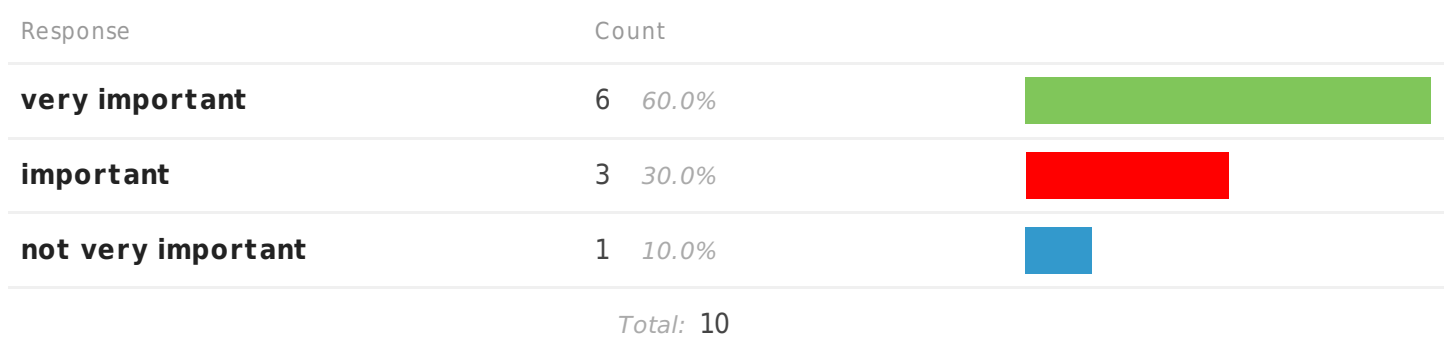 Response Count
very important 6 60.0%
important 3 30.0%
not very important 1 10.0%
Total: 10